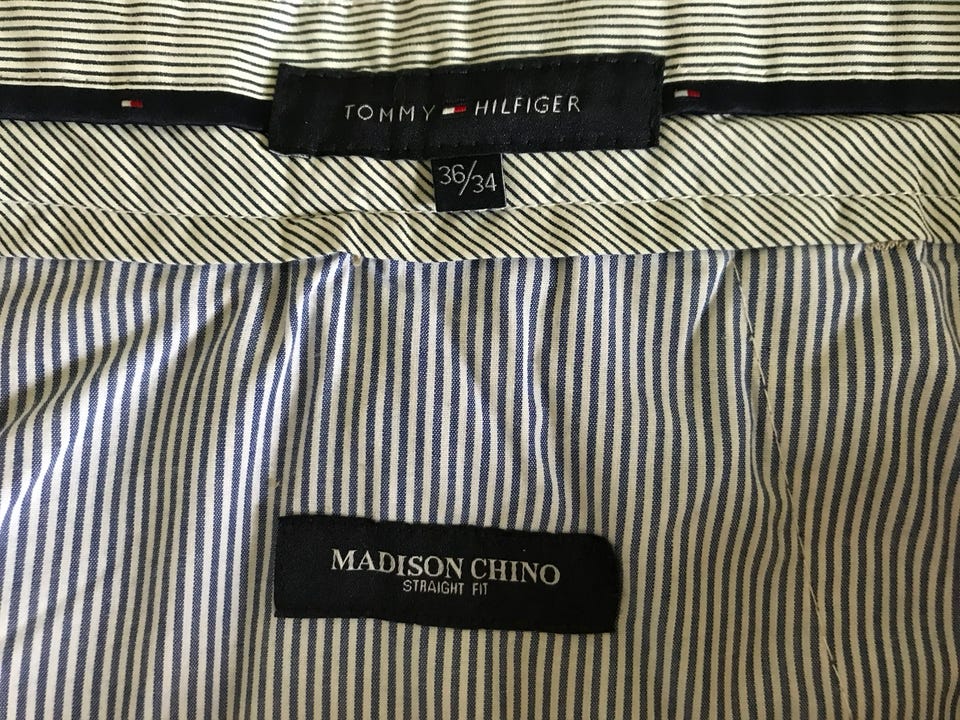 TOMMY HILFIGER
36/34
MADISON CHINO
STRAIGHT FIT